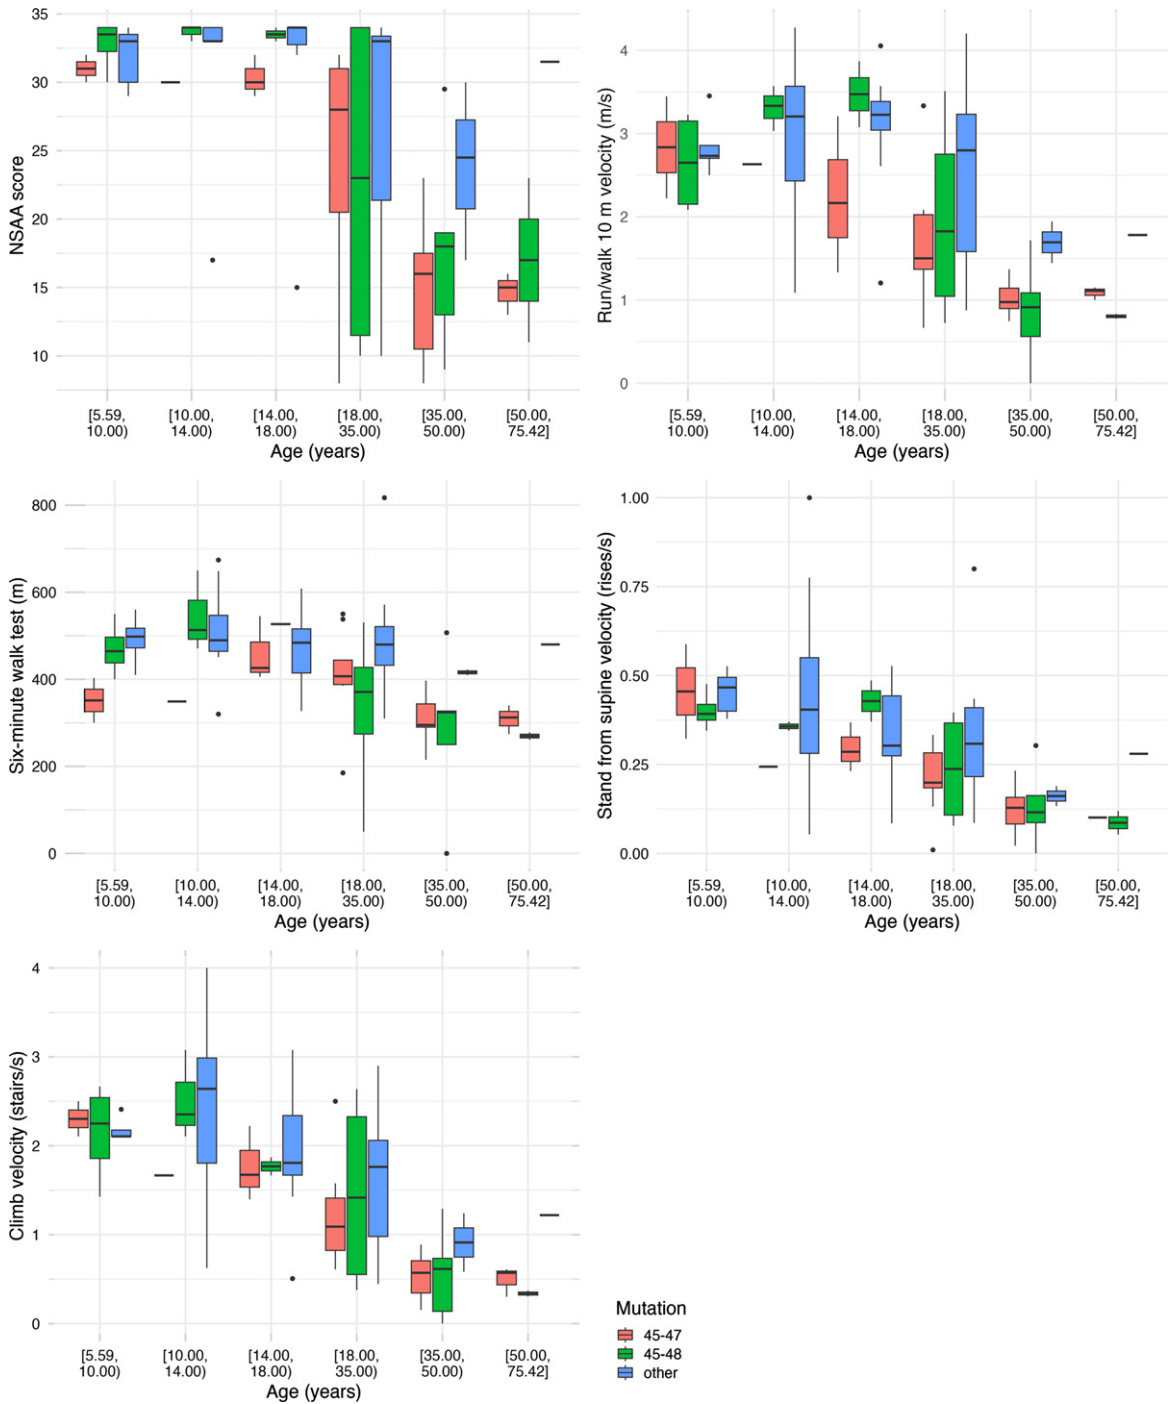 35
30
25
20
15
10
NSAA score
[5.59, [10.00, [14.00, [18.00, [35.00, [50.00,
10.00) 14.00) 18.00) 35.00) 50.00) 75.42]
Age (years)
4
3
2
1
0
Run/walk 10 m velocity (m/s)
[5.59, [10.00, [14.00, [18.00, [35.00, [50.00,
10.00) 14.00) 18.00) 35.00) 50.00) 75.42]
Age (years)
800
600
400
200
0
Six-minute walk test (m)
[5.59, [10.00, [14.00, [18.00, [35.00, [50.00,
10.00) 14.00) 18.00) 35.00) 50.00) 75.42]
Age (years)
1.00
0.75
0.50
0.25
0.00
Stand from supine velocity (rises/s)
[5.59, [10.00, [14.00, [18.00, [35.00, [50.00,
10.00) 14.00) 18.00) 35.00) 50.00) 75.42]
Age (years)
4
3
2
1
0
Climb velocity (stairs/s)
[5.59, [10.00, [14.00, [18.00, [35.00, [50.00,
10.00) 14.00) 18.00) 35.00) 50.00) 75.42]
Age (years)
Mutation
45-47
45-48
other